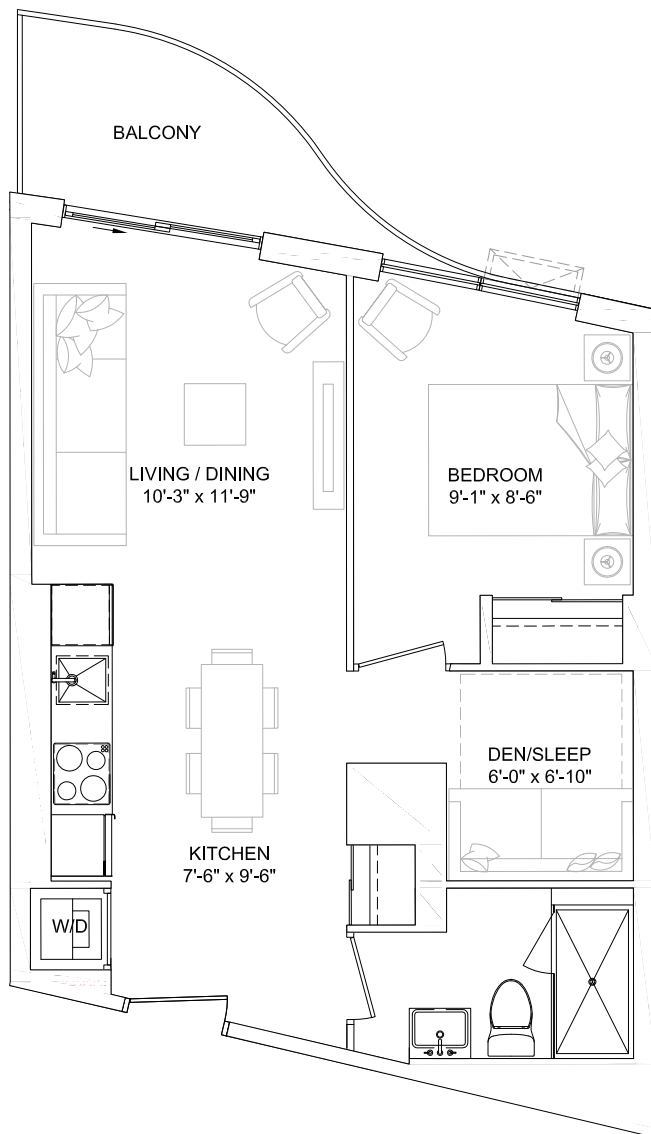 BALCONY
LIVING / DINING
10'-3" x 11'-9"
BEDROOM
9'-1" x 8'-6"
DEN/SLEEP
6'-0" x 6'-10"
KITCHEN
7'-6" x 9'-6"
W/D